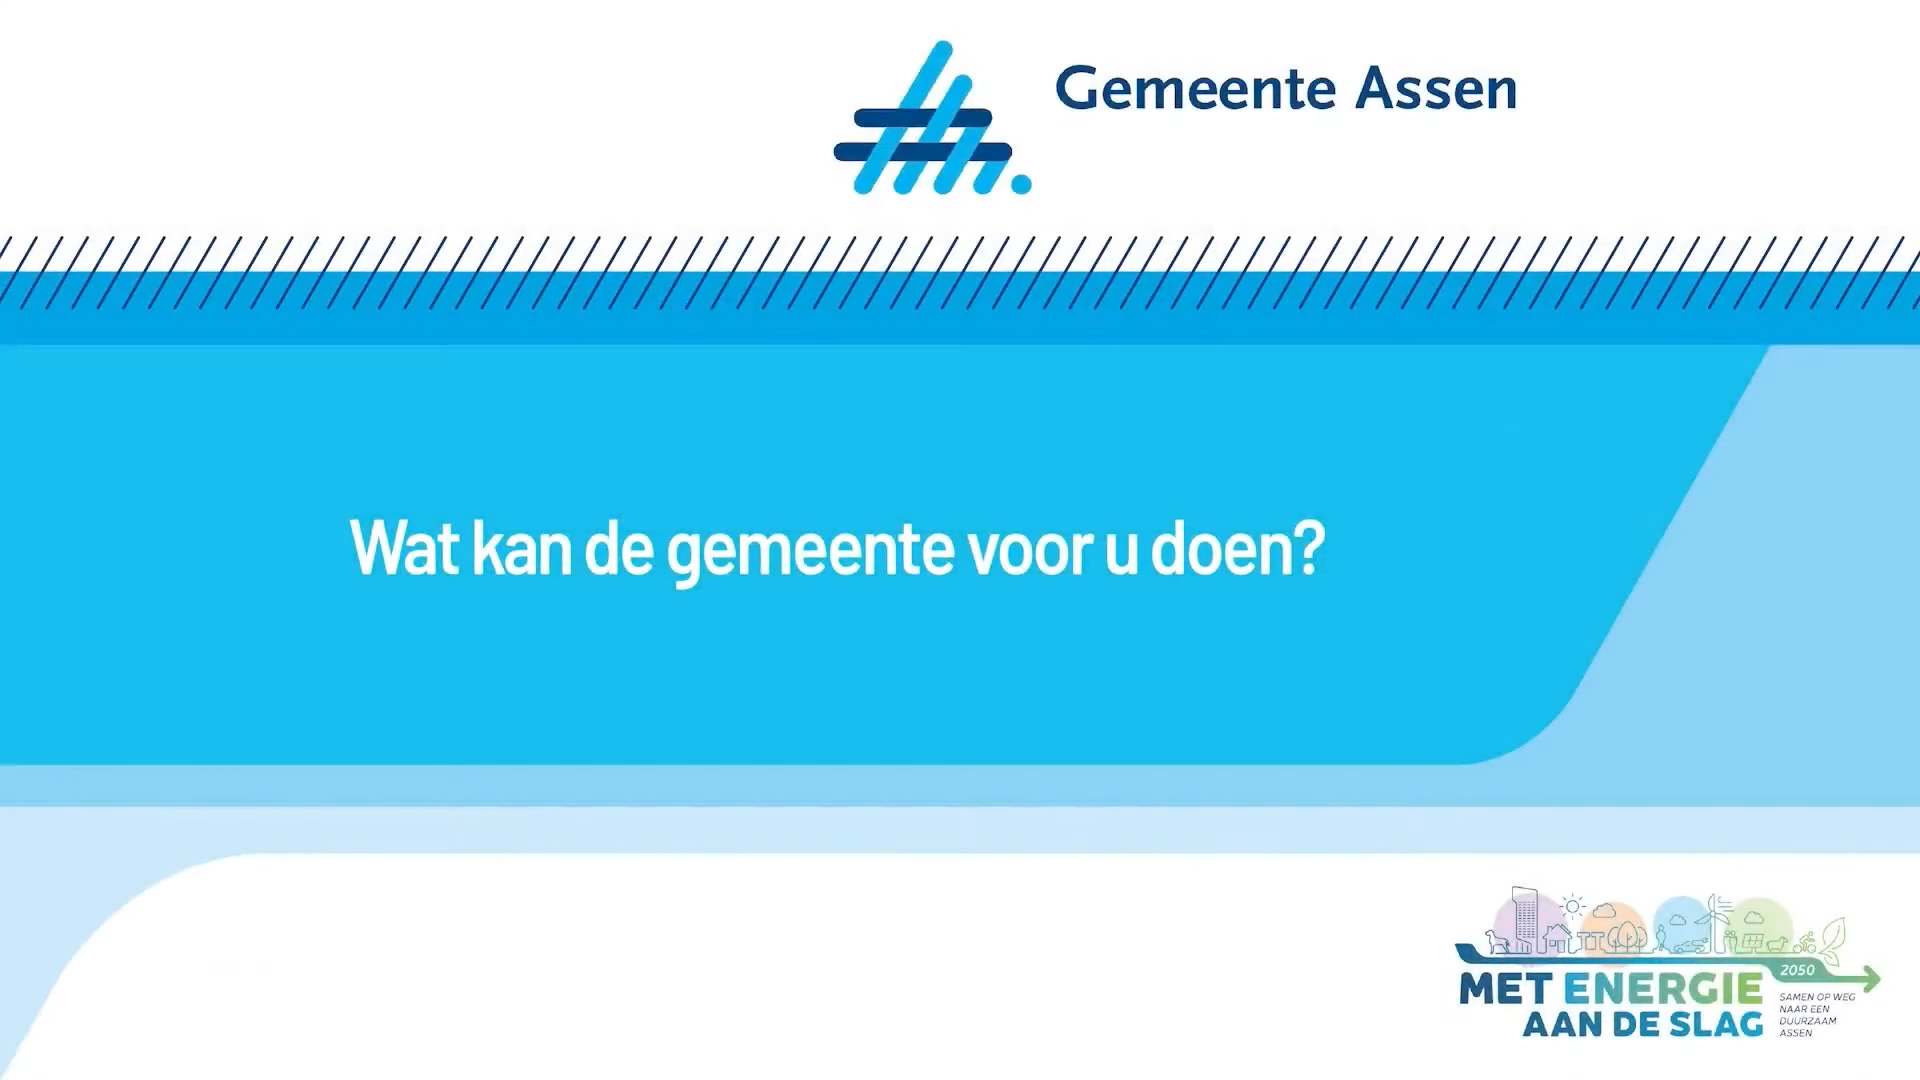 Gemeente Assen
Wat kan de gemeente voor u doen?
2050
MET ENERGIE
AAN DE SLAG
SAMEN OP WEG
NAAR EEN
DUURZAAM
ASSEN